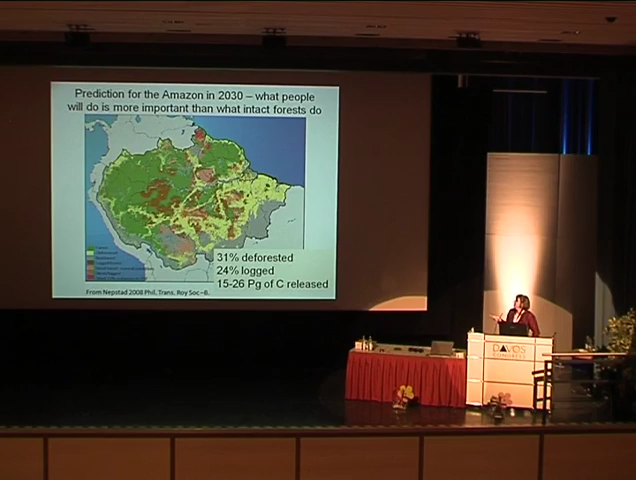 Prediction for the Amazon in 2030 – what people
will do is more important than what intact forests do
31% deforested
24% logged
15-26 Pg of C released
From Nepstad 2008 Phil. Trans. Roy Soc–B.
DAVOS
CONGRESS